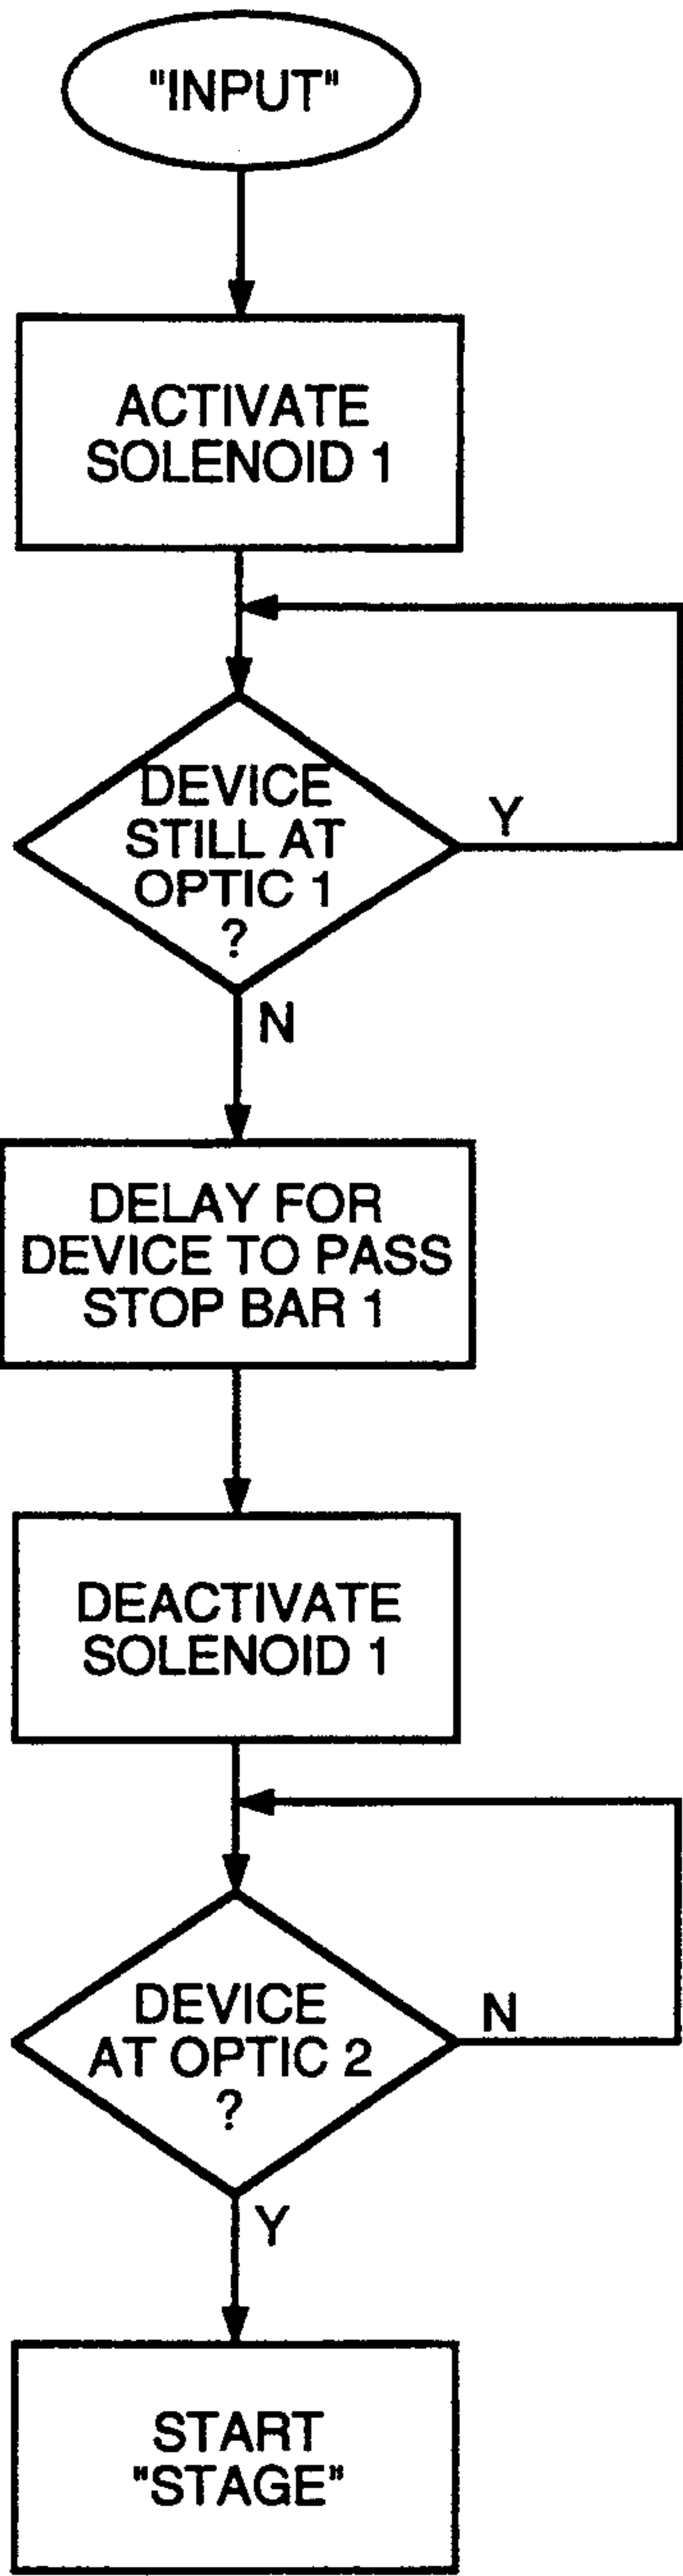 "INPUT"
ACTIVATE
SOLENOID 1
DEVICE
STILL AT
OPTIC 1
?
Y
N
DELAY FOR
DEVICE TO PASS
STOP BAR 1
DEACTIVATE
SOLENOID 1
DEVICE
AT OPTIC 2
?
N
Y
START
"STAGE"